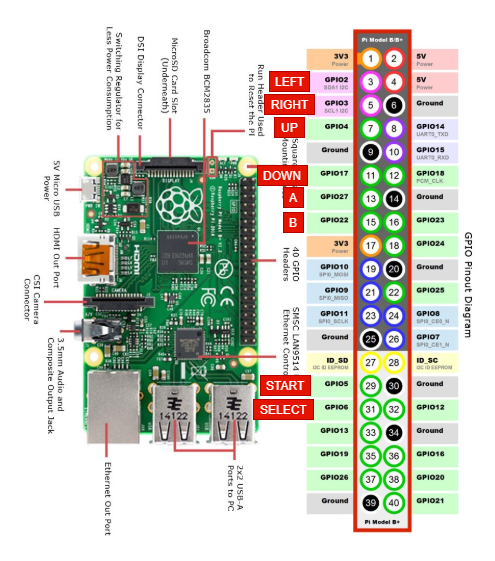 Pi Model B/B+
3V3
Power
1
2
5V
Power
LEFT
GPIO2
SDA1 I2C
3
4
5V
Power
RIGHT
GPIO3
SCL1 I2C
5
6
Ground
UP
GPIO4
7
8
GPIO14
UART0_TXD
Ground
9
10
GPIO15
UART0_RXD
DOWN
GPIO17
11
12
GPIO18
PCM_CLK
A
GPIO27
13
14
Ground
B
GPIO22
15
16
GPIO23
3V3
Power
17
18
GPIO24
GPIO10
SPI0_MOSI
19
20
Ground
GPIO9
SPI0_MISO
21
22
GPIO25
GPIO11
SPI0_SCLK
23
24
GPIO8
SPI0_CE0_N
Ground
25
26
GPIO7
SPI0_CE1_N
ID_SD
I2C ID EEPROM
27
28
ID_SC
I2C ID EEPROM
START
GPIO5
29
30
Ground
SELECT
GPIO6
31
32
GPIO12
GPIO13
33
34
Ground
GPIO19
35
36
GPIO16
GPIO26
37
38
GPIO20
Ground
39
40
GPIO21
Pi Model B+
GPIO Pinout Diagram
Run Header Used
to Reset the PI
Broadcom BCM2835
MicroSD Card Slot
(Underneath)
DSI Display Connector
Switching Regulator for
Less Power Consumption
5V Micro USB
Power
HDMI Out Port
CSI Camera
Connector
3.5mm Audio and
Composite Output Jack
Ethernet Out Port
2x2 USB-A
Ports to PC
SMSC LAN9514
Ethernet
40 GPIO
Headers
DISPLAY
CAMERA
HDMI
FC
14122
14122